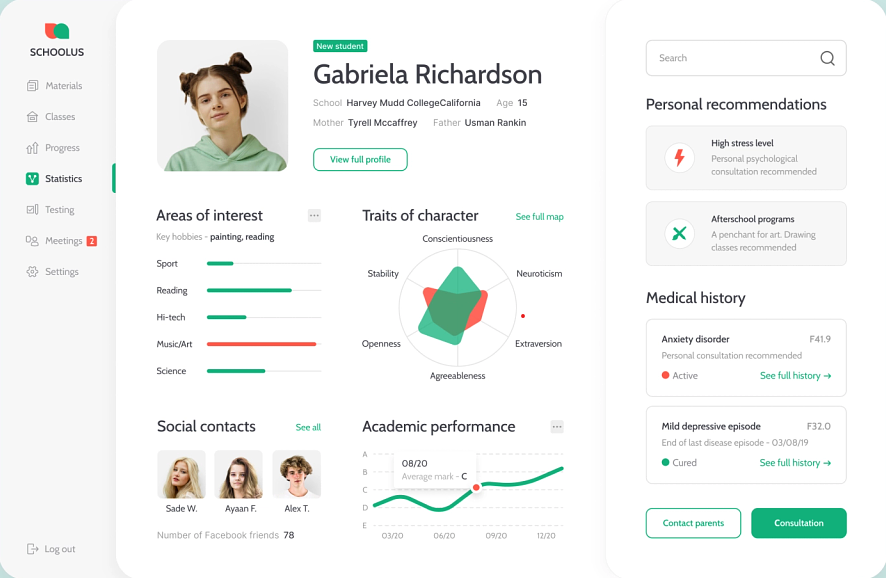 SCHOOLUS
Materials
Classes
Progress
Statistics
Testing
Meetings 2
Settings
Log out
New student
Gabriela Richardson
School Harvey Mudd CollegeCalifornia Age 15
Mother Tyrell Mccaffrey Father Usman Rankin
View full profile
Areas of interest
Key hobbies - painting, reading
Sport
Reading
Hi-tech
Music/Art
Science
Traits of character
See full map
Conscientiousness
Stability
Neuroticism
Openness
Extraversion
Agreeableness
Social contacts
See all
Sade W.
Ayaan F.
Alex T.
Number of Facebook friends 78
Academic performance
A
B
C
D
E
08/20
Average mark - C
03/20 06/20 09/20 12/20
Search
Personal recommendations
High stress level
Personal psychological
consultation recommended
Afterschool programs
A penchant for art. Drawing
classes recommended
Medical history
Anxiety disorder F41.9
Personal consultation recommended
Active See full history →
Mild depressive episode F32.0
End of last disease episode - 03/08/19
Cured See full history →
Contact parents
Consultation